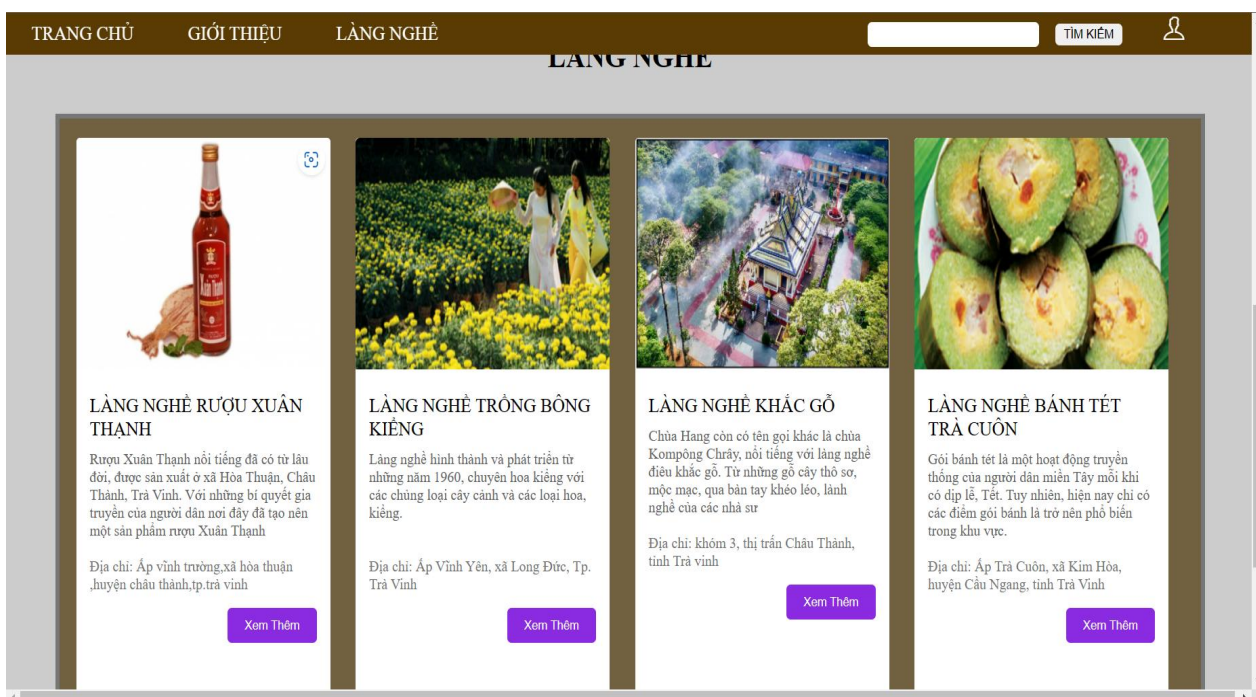 TRANG CHỦ
GIỚI THIỆU
LÀNG NGHỀ
TÌM KIẾM
LÀNG NGHỀ
Xuân Thạnh
LÀNG NGHỀ RƯỢU XUÂN
THẠNH
Rượu Xuân Thạnh nổi tiếng đã có từ lâu
đời, được sản xuất ở xã Hòa Thuận, Châu
Thành, Trà Vinh. Với những bí quyết gia
truyền của người dân nơi đây đã tạo nên
một sản phẩm rượu Xuân Thạnh
Địa chỉ: Ấp vĩnh trường,xã hòa thuận
,huyện châu thành,tp.trà vinh
Xem Thêm
LÀNG NGHỀ TRỒNG BÔNG
KIỂNG
Làng nghề hình thành và phát triển từ
những năm 1960, chuyên hoa kiểng với
các chủng loại cây cảnh và các loại hoa,
kiểng.
Địa chỉ: Ấp Vĩnh Yên, xã Long Đức, Tp.
Trà Vinh
Xem Thêm
LÀNG NGHỀ KHẮC GỖ
Chùa Hang còn có tên gọi khác là chùa
Kompông Chrây, nổi tiếng với làng nghề
điêu khắc gỗ. Từ những gỗ cây thô sơ,
mộc mạc, qua bàn tay khéo léo, lành
nghề của các nhà sư
Địa chỉ: khóm 3, thị trấn Châu Thành,
tỉnh Trà vinh
Xem Thêm
LÀNG NGHỀ BÁNH TÉT
TRÀ CUÔN
Gói bánh tét là một hoạt động truyền
thống của người dân miền Tây mỗi khi
có dịp lễ, Tết. Tuy nhiên, hiện nay chỉ có
các điểm gói bánh là trở nên phổ biến
trong khu vực.
Địa chỉ: Ấp Trà Cuôn, xã Kim Hòa,
huyện Cầu Ngang, tỉnh Trà Vinh
Xem Thêm